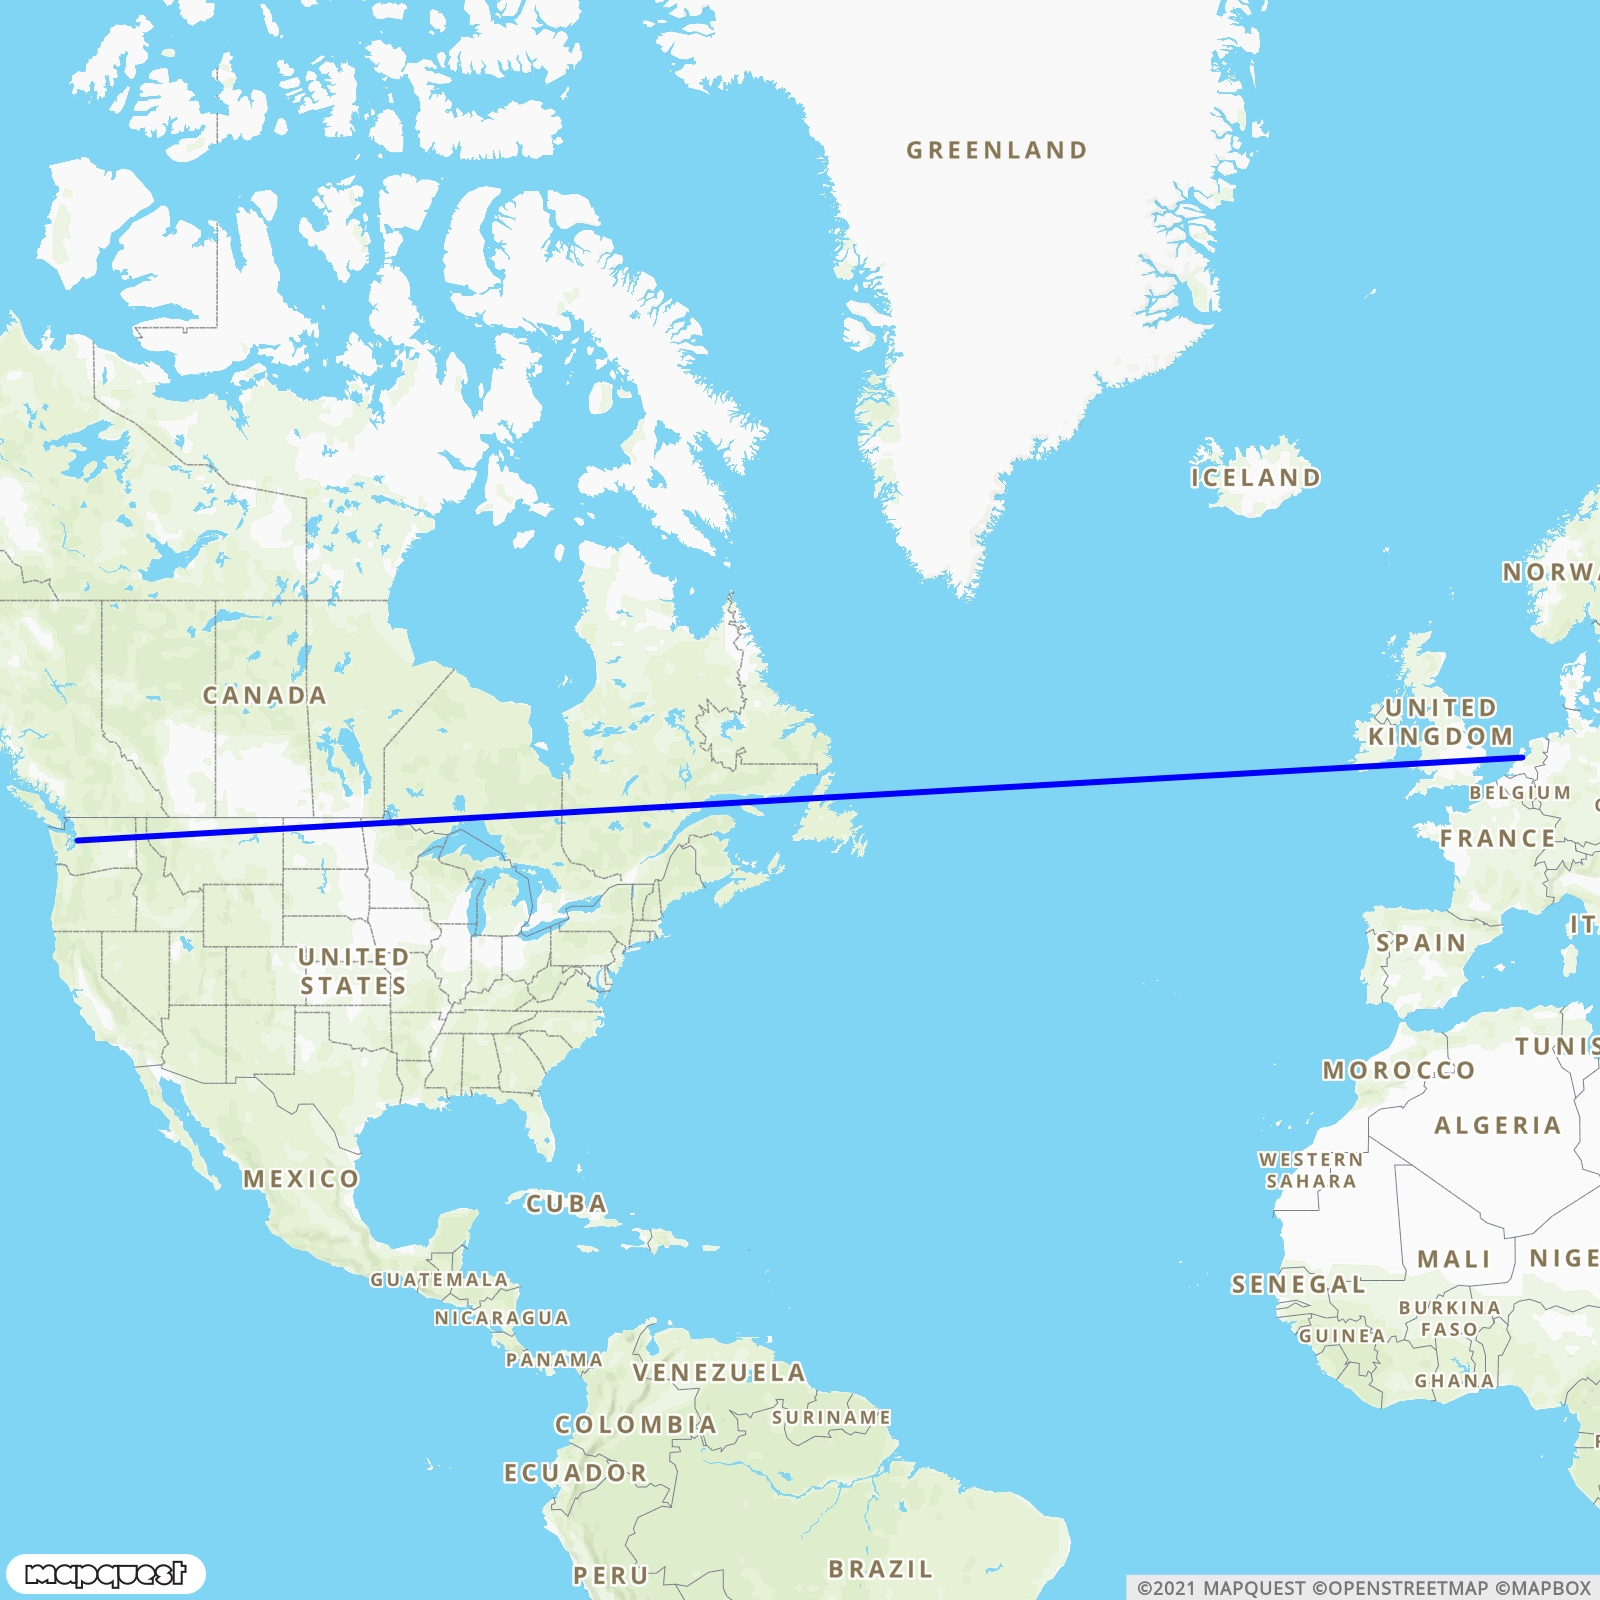 GREENLAND
ICELAND
NORWA
CANADA
UNITED
KINGDOM
BELGIUM
FRANCE
IT
SPAIN
UNITED
STATES
TUNIS
MOROCCO
ALGERIA
WESTERN
SAHARA
MEXICO
CUBA
MALI
NIGE
GUATEMALA
SENEGAL
BURKINA
FASO
NICARAGUA
GUINEA
PANAMA
VENEZUELA
GHANA
SURINAME
COLOMBIA
ECUADOR
PERU
BRAZIL
mapquest
©2021 MAPQUEST ©OPENSTREETMAP ©MAPBOX